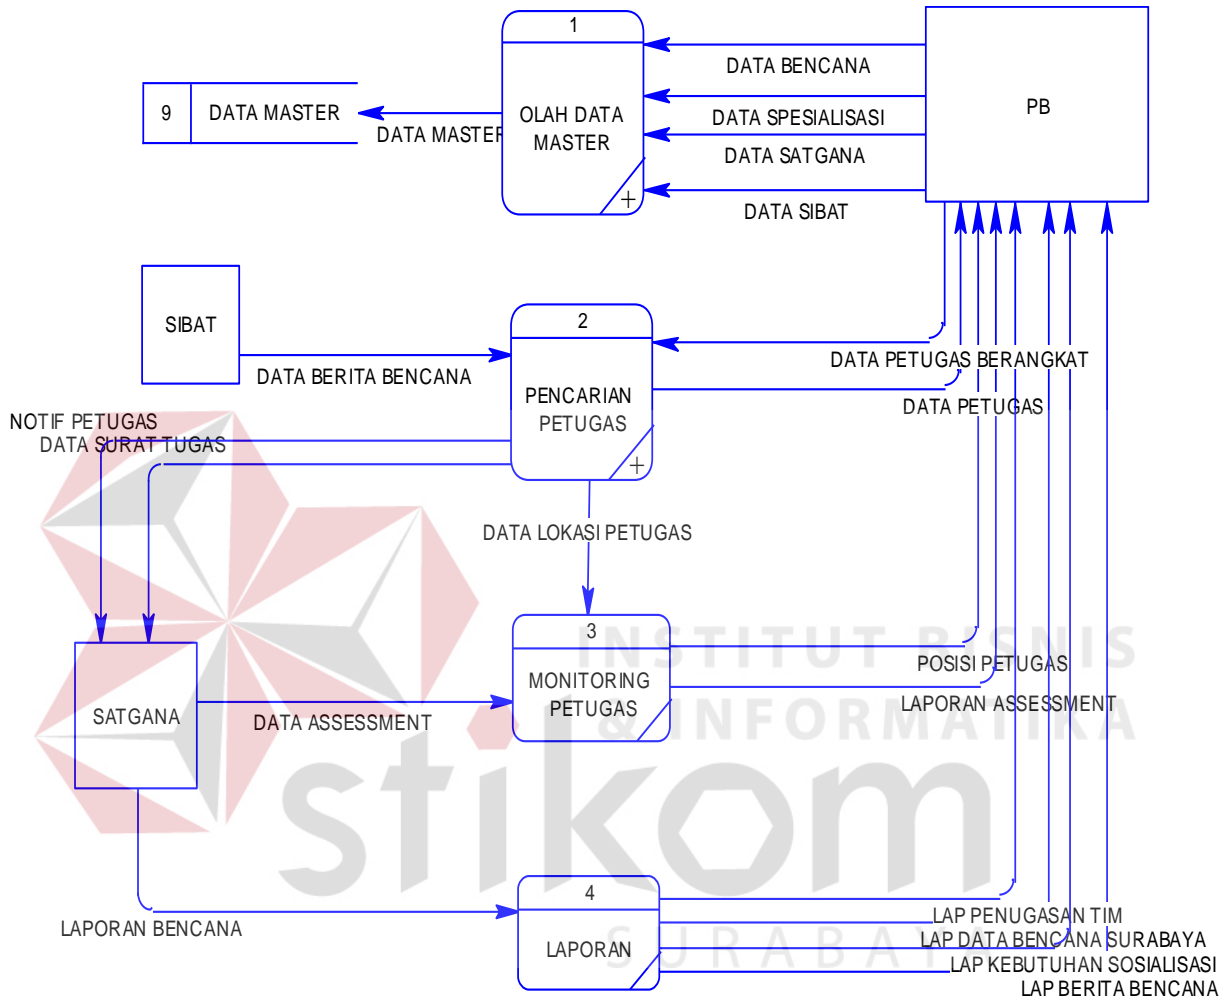 1
OLAH DATA
MASTER
+
PB
9
DATA MASTER
DATA MASTER
DATA BENCANA
DATA SPESIALISASI
DATA SATGANA
DATA SIBAT
SIBAT
DATA BERITA BENCANA
2
PENCARIAN
PETUGAS
+
DATA PETUGAS BERANGKAT
DATA PETUGAS
NOTIF PETUGAS
DATA SURAT TUGAS
DATA LOKASI PETUGAS
3
MONITORING
PETUGAS
INSTITUT BISNIS
& INFORMATIKA
POSISI PETUGAS
LAPORAN ASSESSMENT
SATGANA
DATA ASSESSMENT
stikom
SURABAYA
4
LAPORAN
LAPORAN BENCANA
LAP PENUGASAN TIM
LAP DATA BENCANA SURABAYA
LAP KEBUTUHAN SOSIALISASI
LAP BERITA BENCANA